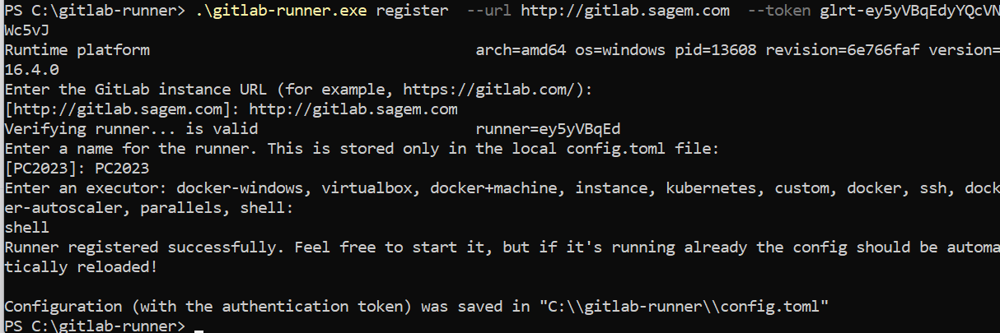 PS C:\gitlab-runner> .\gitlab-runner.exe register  --url http://gitlab.sagem.com  --token glrt-ey5yVBqEdyYQcVN
Wc5vJ
Runtime platform                                    arch=amd64 os=windows pid=13608 revision=6e766faf version=
16.4.0
Enter the GitLab instance URL (for example, https://gitlab.com/):
[http://gitlab.sagem.com]: http://gitlab.sagem.com
Verifying runner... is valid                        runner=ey5yVBqEd
Enter a name for the runner. This is stored only in the local config.toml file:
[PC2023]: PC2023
Enter an executor: docker-windows, virtualbox, docker+machine, instance, kubernetes, custom, docker, ssh, dock
er-autoscaler, parallels, shell:
shell
Runner registered successfully. Feel free to start it, but if it's running already the config should be automa
tically reloaded!
Configuration (with the authentication token) was saved in "C:\\gitlab-runner\\config.toml"
PS C:\gitlab-runner>